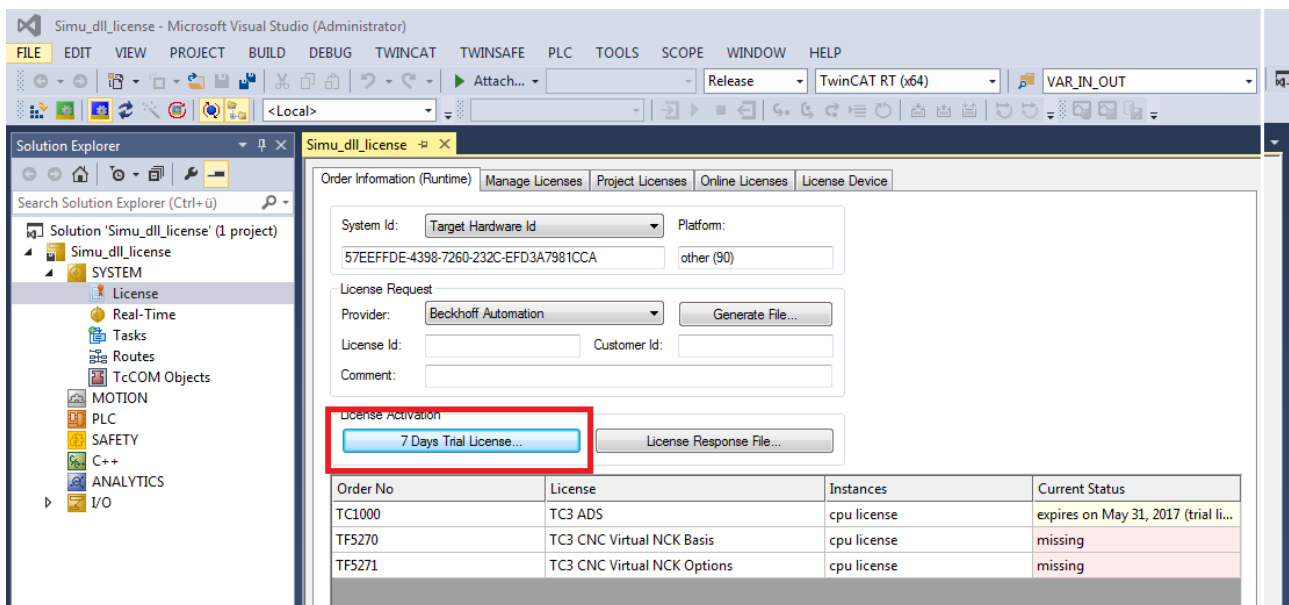 Simu_dll_license - Microsoft Visual Studio (Administrator)
FILE EDIT VIEW PROJECT BUILD DEBUG TWINCAT TWINSAFE PLC TOOLS SCOPE WINDOW HELP
Attach... Release TwinCAT RT (x64) VAR_IN_OUT
<Local>
Solution Explorer
Search Solution Explorer (Ctrl+ü)
Solution 'Simu_dll_license' (1 project)
Simu_dll_license
SYSTEM
License
Real-Time
Tasks
Routes
TcCOM Objects
MOTION
PLC
SAFETY
C++
ANALYTICS
I/O
Simu_dll_license
Order Information (Runtime) Manage Licenses Project Licenses Online Licenses License Device
System Id: Target Hardware Id Platform:
57EEFFDE-4398-7260-232C-EFD3A7981CCA other (90)
License Request
Provider: Beckhoff Automation Generate File...
License Id: Customer Id:
Comment:
License Activation
7 Days Trial License... License Response File...
Order No License Instances Current Status
TC1000 TC3 ADS cpu license expires on May 31, 2017 (trial li...
TF5270 TC3 CNC Virtual NCK Basis cpu license missing
TF5271 TC3 CNC Virtual NCK Options cpu license missing